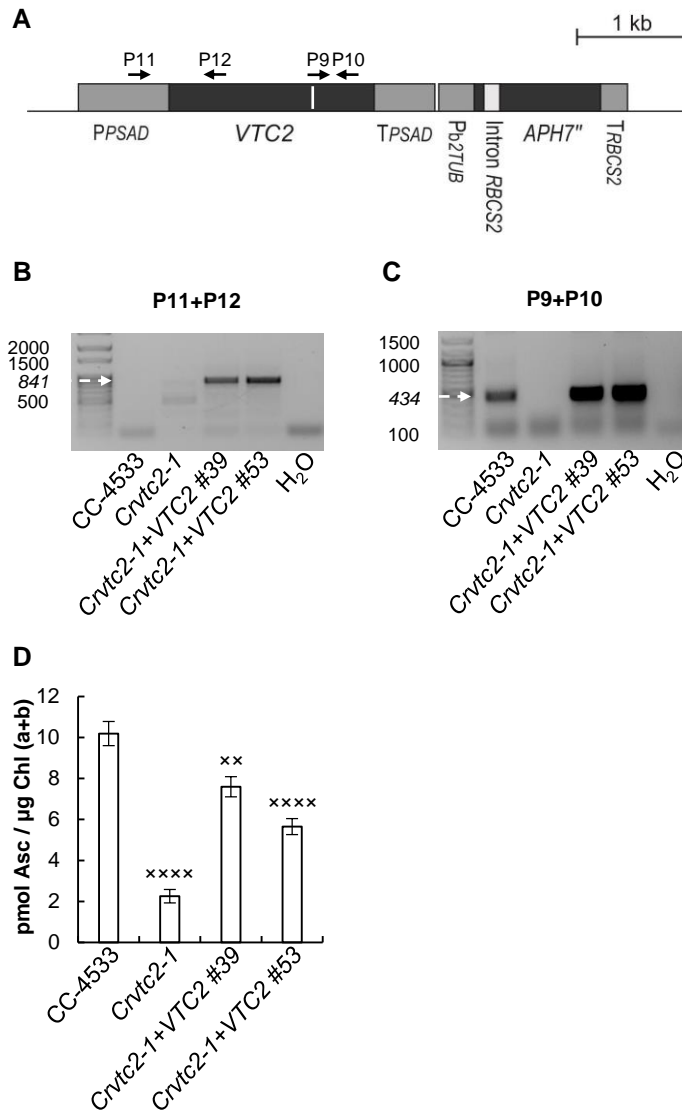 A
1 kb
P11 P12 P9 P10
PPSAD VTC2 TPSAD Pb2TUB Intron RBCS2 APH7" TRBCS2
B
P11+P12
2000
1500
841
500
CC-4533
Crvtc2-1
Crvtc2-1+VTC2 #39
Crvtc2-1+VTC2 #53
H2O
C
P9+P10
1500
1000
434
100
CC-4533
Crvtc2-1
Crvtc2-1+VTC2 #39
Crvtc2-1+VTC2 #53
H2O
D
pmol Asc / µg Chl (a+b)
12
10
8
6
4
2
0
××××
××
××××
CC-4533
Crvtc2-1
Crvtc2-1+VTC2 #39
Crvtc2-1+VTC2 #53